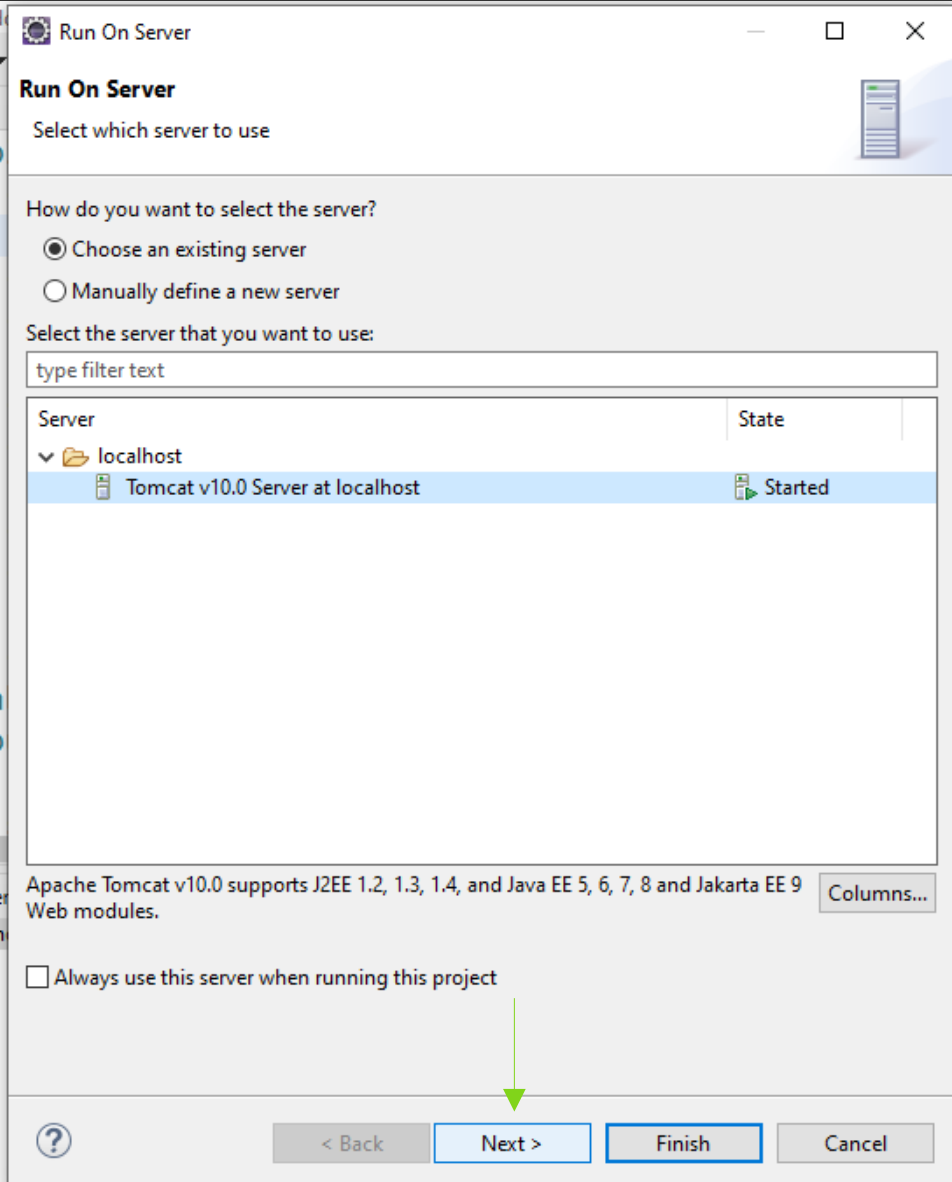 Run On Server
Run On Server
Select which server to use
How do you want to select the server?
Choose an existing server
Manually define a new server
Select the server that you want to use:
type filter text
Server State
localhost
Tomcat v10.0 Server at localhost Started
Apache Tomcat v10.0 supports J2EE 1.2, 1.3, 1.4, and Java EE 5, 6, 7, 8 and Jakarta EE 9
Web modules.
Columns...
Always use this server when running this project
? < Back Next > Finish Cancel